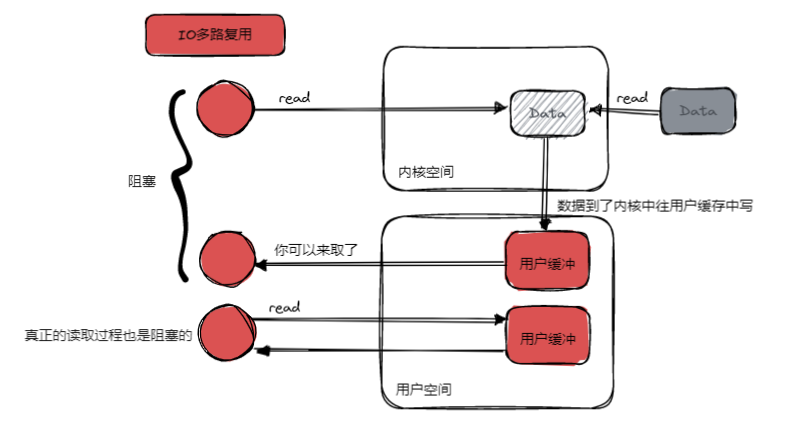 IO多路复用
read
Data
read
Data
内核空间
阻塞
数据到了内核中往用户缓存中写
你可以来取了
用户缓冲
read
真正的读取过程也是阻塞的
用户缓冲
用户空间